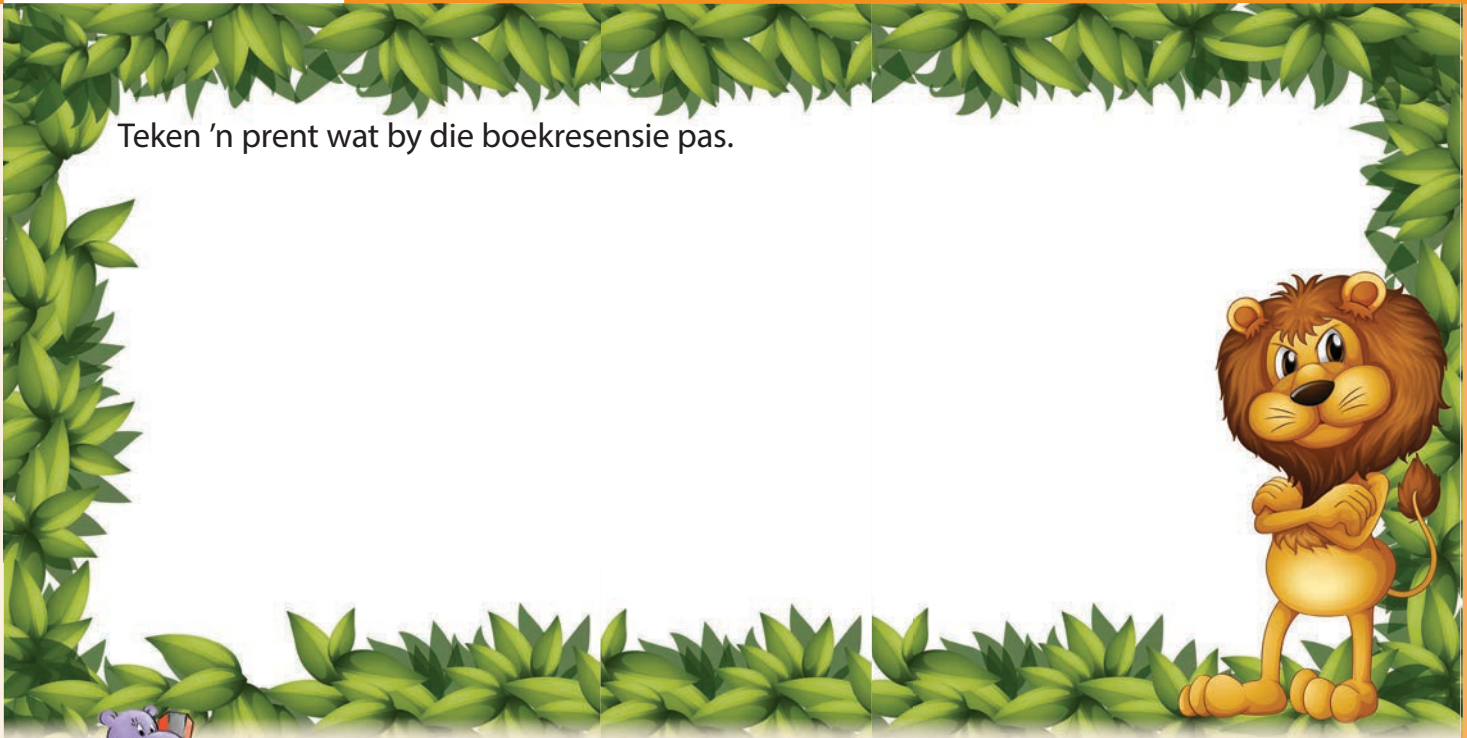 Teken ’n prent wat by die boekresensie pas.